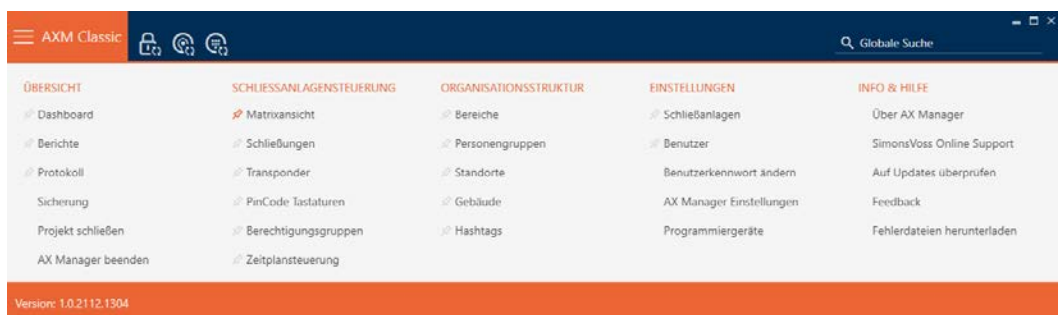 AXM Classic
Globale Suche
ÜBERSICHT
Dashboard
Berichte
Protokoll
Sicherung
Projekt schließen
AX Manager beenden
SCHLIESSANLAGENSTEUERUNG
Matrixansicht
Schließungen
Transponder
PinCode Tastaturen
Berechtigungsgruppen
Zeitplansteuerung
ORGANISATIONSSTRUKTUR
Bereiche
Personengruppen
Standorte
Gebäude
Hashtags
EINSTELLUNGEN
Schließanlagen
Benutzer
Benutzerkennwort ändern
AX Manager Einstellungen
Programmiergeräte
INFO & HILFE
Über AX Manager
SimonsVoss Online Support
Auf Updates überprüfen
Feedback
Fehlerdateien herunterladen
Version: 1.0.2112.1304